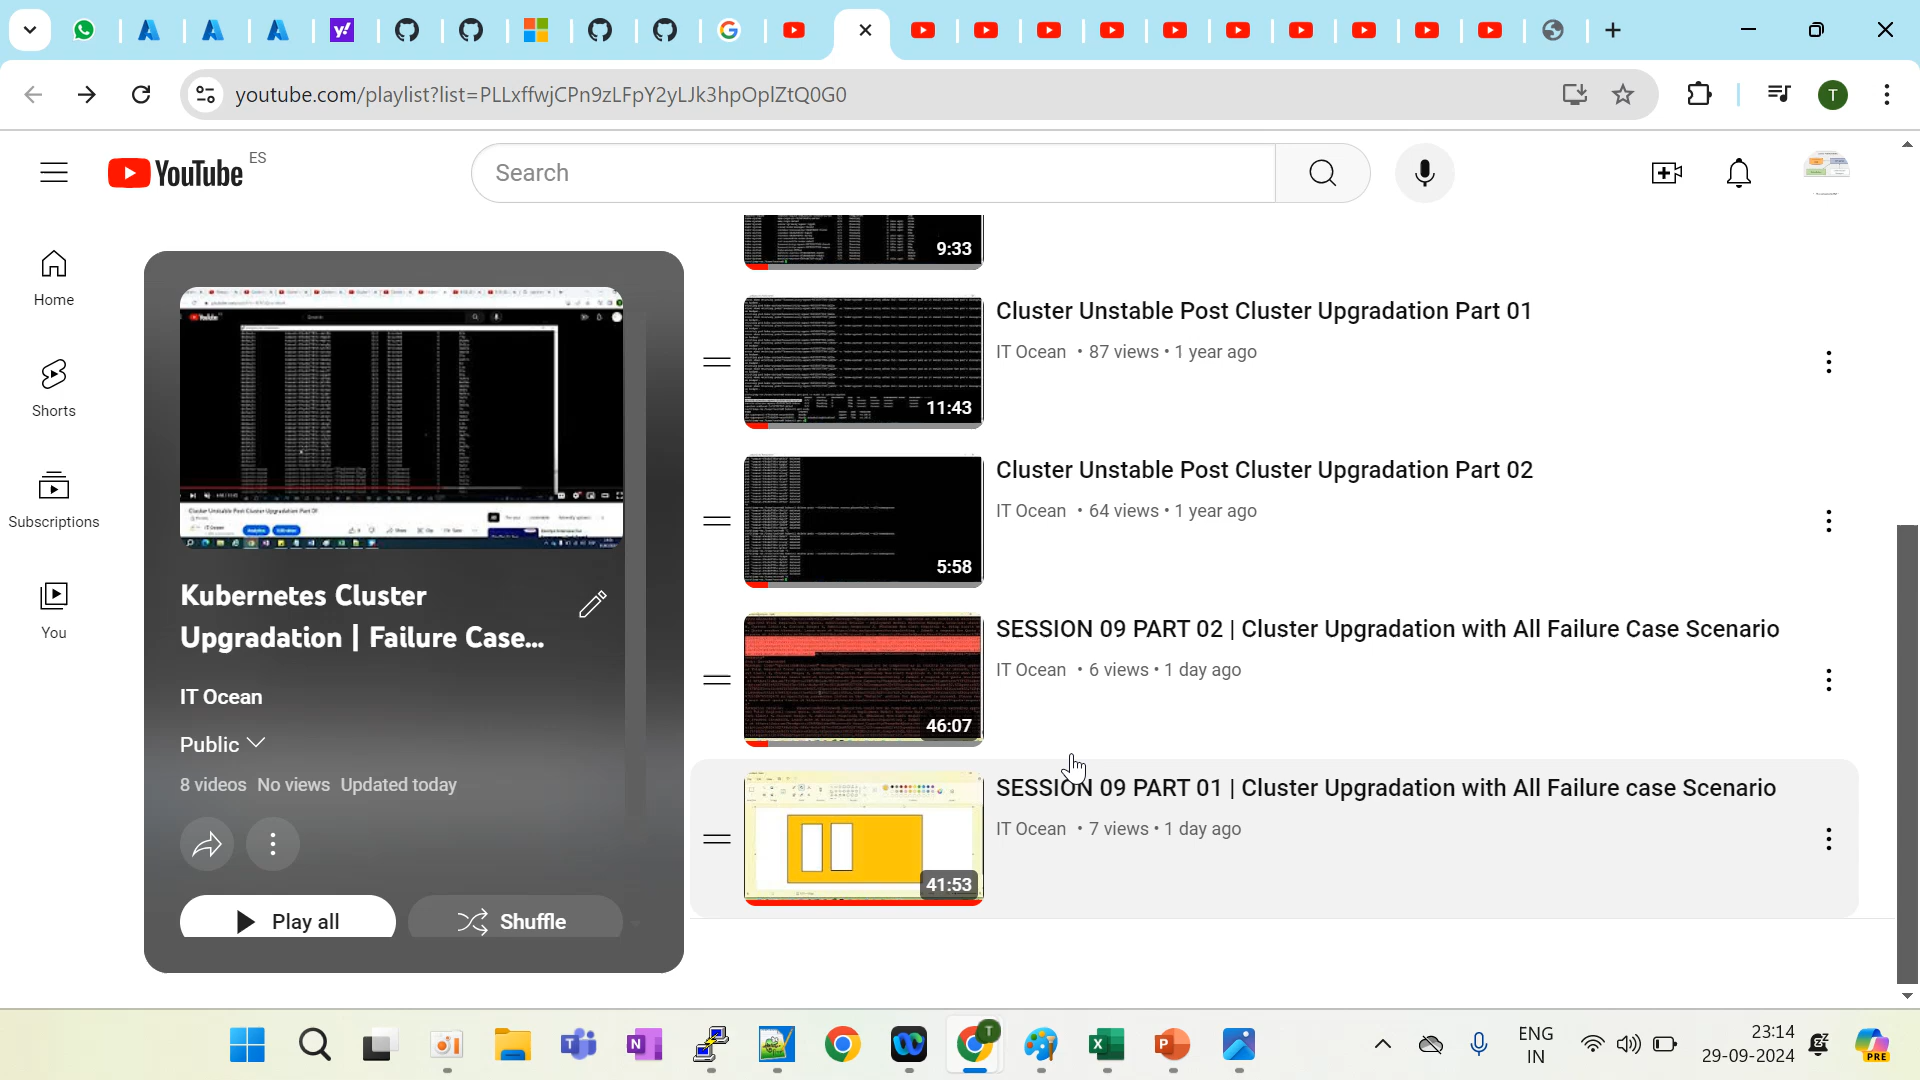 youtube.com/playlist?list=PLLxffwjCPn9zLFpY2yLJk3hpOplZtQ0G0
T
YouTube ES
Search
Home
Shorts
Subscriptions
You
Kubernetes Cluster
Upgradation | Failure Case...
IT Ocean
Public
8 videos No views Updated today
Play all
Shuffle
9:33
11:43
Cluster Unstable Post Cluster Upgradation Part 01
IT Ocean • 87 views • 1 year ago
5:58
Cluster Unstable Post Cluster Upgradation Part 02
IT Ocean • 64 views • 1 year ago
46:07
SESSION 09 PART 02 | Cluster Upgradation with All Failure Case Scenario
IT Ocean • 6 views • 1 day ago
41:53
SESSION 09 PART 01 | Cluster Upgradation with All Failure case Scenario
IT Ocean • 7 views • 1 day ago
ENG
IN
23:14
29-09-2024
PRE